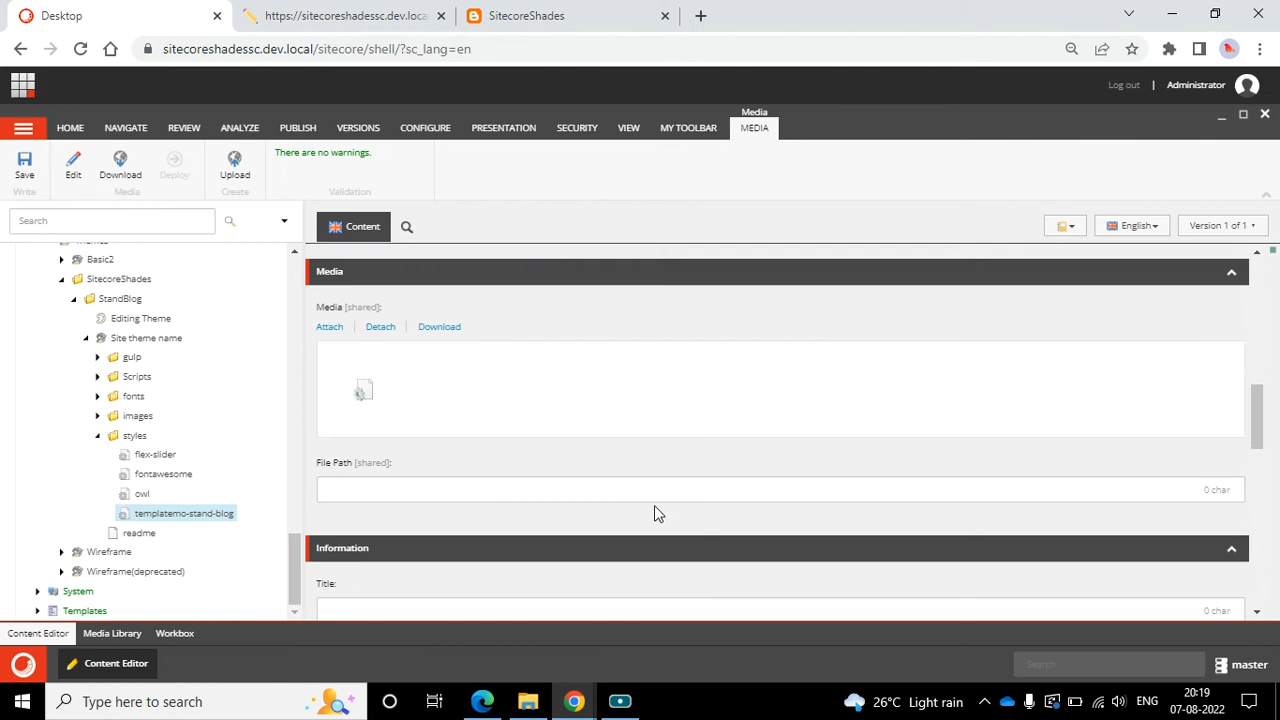 Desktop
https://sitecoreshadessc.dev.local/
SitecoreShades
sitecoreshadessc.dev.local/sitecore/shell/?sc_lang=en
Log out | Administrator
Media
HOME NAVIGATE REVIEW ANALYZE PUBLISH VERSIONS CONFIGURE PRESENTATION SECURITY VIEW MY TOOLBAR MEDIA
There are no warnings.
Save Edit Download Deploy Upload
Write Media Create Validation
Search
Content
English
Version 1 of 1
Basic2
SitecoreShades
StandBlog
Editing Theme
Site theme name
gulp
Scripts
fonts
images
styles
flex-slider
fontawesome
owl
templatemo-stand-blog
readme
Wireframe
Wireframe(deprecated)
System
Templates
Media
Media [shared]:
Attach | Detach | Download
File Path [shared]:
0 char
Information
Title:
0 char
Content Editor Media Library Workbox
Content Editor
Search
master
Type here to search
26°C Light rain
ENG
20:19
07-08-2022